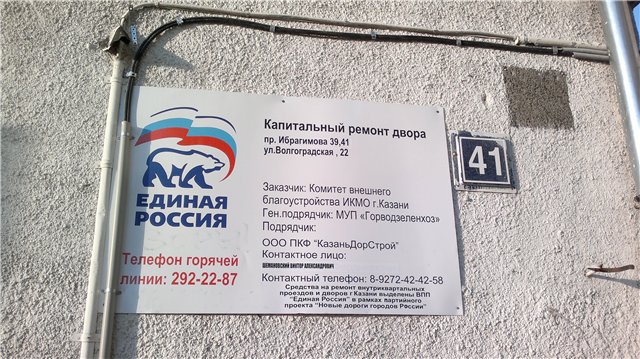 Капитальный ремонт двора
пр. Ибрагимова 39,41
ул.Волгоградская , 22
41
Заказчик: Комитет внешнего
благоустройства ИКМО г.Казани
Ген.подрядчик: МУП «Горводзеленхоз»
Подрядчик:
ООО ПКФ "КазаньДорСтрой"
Контактное лицо:
ВИКТОР АЛЕКСАНДРОВИЧ
Контактный телефон: 8-9272-42-42-58
Средства на ремонт внутриквартальных
проездов и дворов г Казани выделены ВПП
"Единая Россия" в рамках партийного
проекта "Новые дороги городов России"
ЕДИНАЯ
РОССИЯ
Телефон горячей
линии: 292-22-87